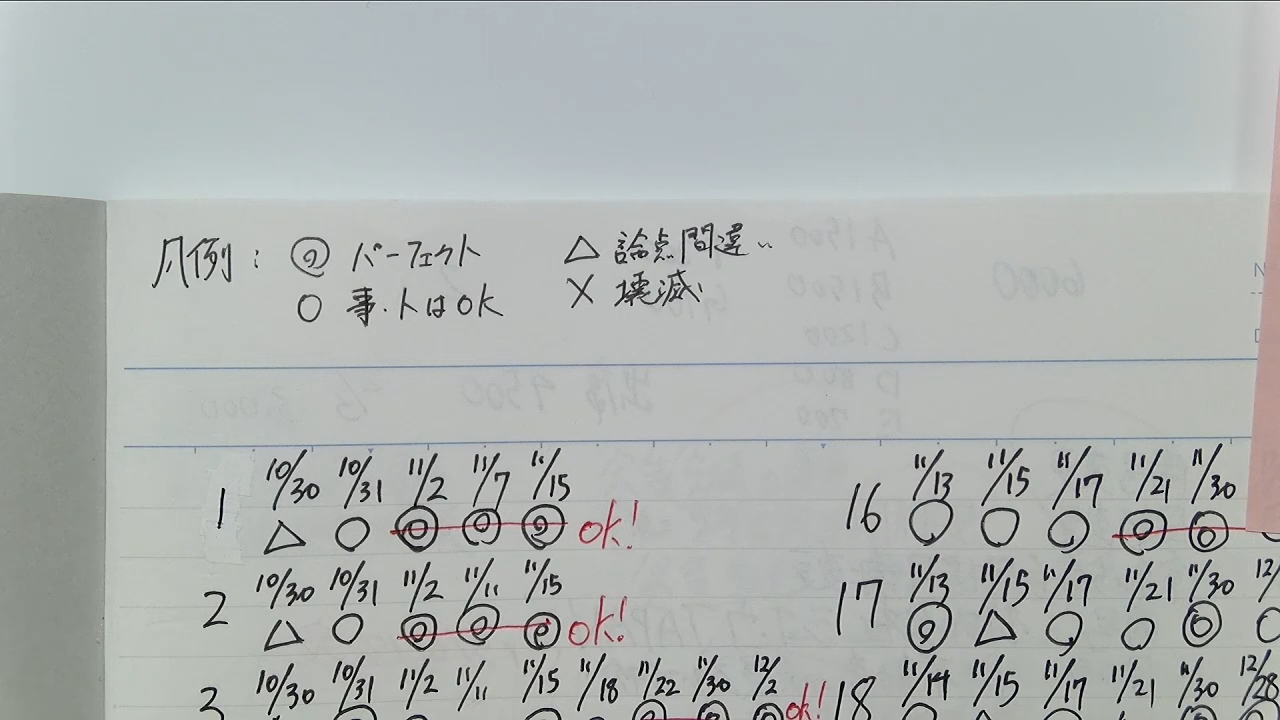 凡例: ◎ パーフェクト △ 論点間違い
○ 事.人はOK × 壊滅
1 10/30 10/31 11/2 11/7 11/15
△ ○ ◎ ◎ ◎ ok!
2 10/30 10/31 11/2 11/11 11/15
△ ○ ◎ ◎ ◎ ok!
3 10/30 10/31 11/2 11/11 11/15 11/18 11/22 11/30 12/2 ok!
16 11/13 11/15 11/17 11/21 11/30
○ ○ ○ ◎ ◎
17 11/13 11/15 11/17 11/21 11/30 12/
◎ △ ○ ○ ◎ ○
18 11/14 11/15 11/17 11/21 11/30 12/28